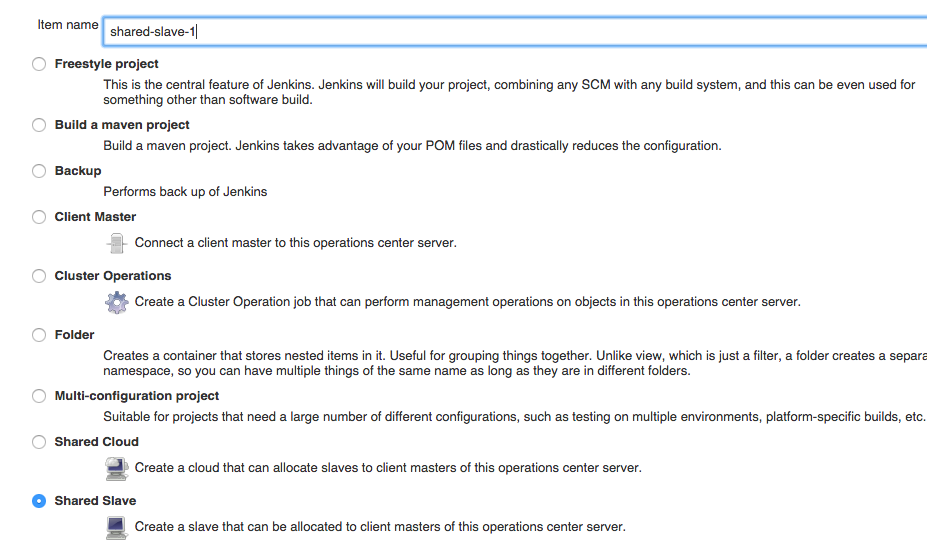 Item name shared-slave-1
Freestyle project
This is the central feature of Jenkins. Jenkins will build your project, combining any SCM with any build system, and this can be even used for
something other than software build.
Build a maven project
Build a maven project. Jenkins takes advantage of your POM files and drastically reduces the configuration.
Backup
Performs back up of Jenkins
Client Master
Connect a client master to this operations center server.
Cluster Operations
Create a Cluster Operation job that can perform management operations on objects in this operations center server.
Folder
Creates a container that stores nested items in it. Useful for grouping things together. Unlike view, which is just a filter, a folder creates a separa
namespace, so you can have multiple things of the same name as long as they are in different folders.
Multi-configuration project
Suitable for projects that need a large number of different configurations, such as testing on multiple environments, platform-specific builds, etc.
Shared Cloud
Create a cloud that can allocate slaves to client masters of this operations center server.
Shared Slave
Create a slave that can be allocated to client masters of this operations center server.